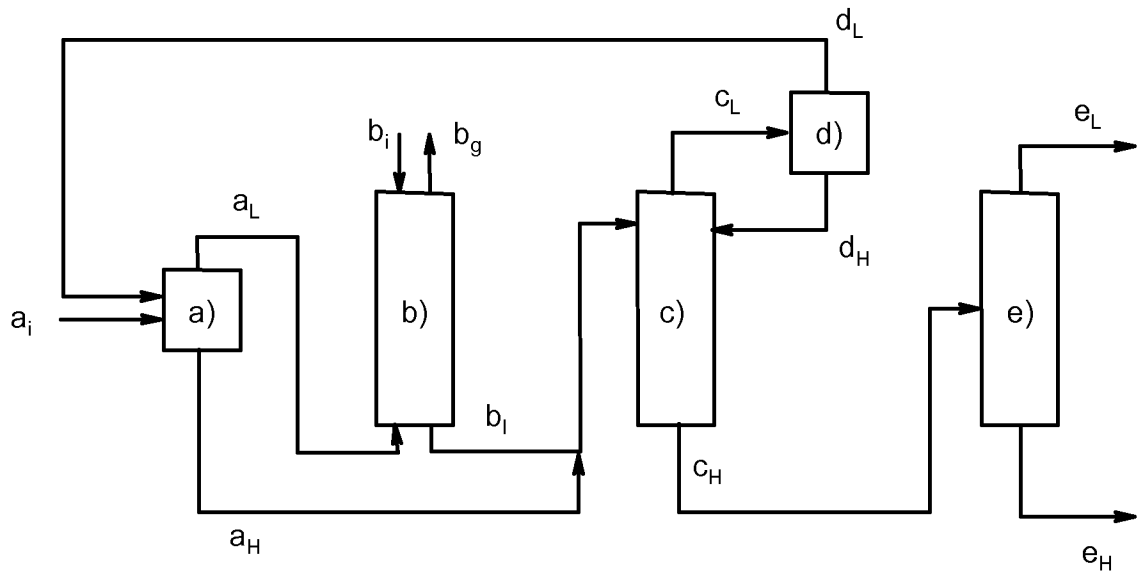 d_L
c_L
d)
e_L
b_i
b_g
a_L
d_H
a_i
a)
b)
c)
e)
b_l
c_H
a_H
e_H